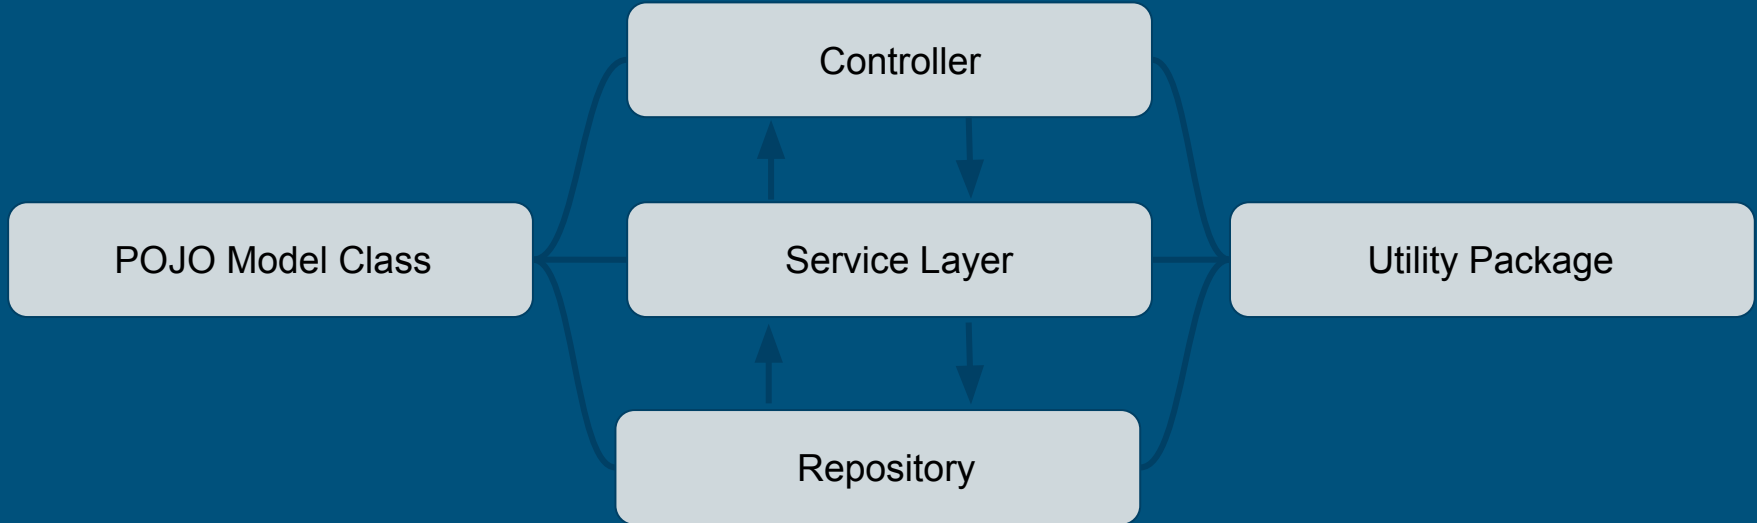 Controller
POJO Model Class
Service Layer
Utility Package
Repository